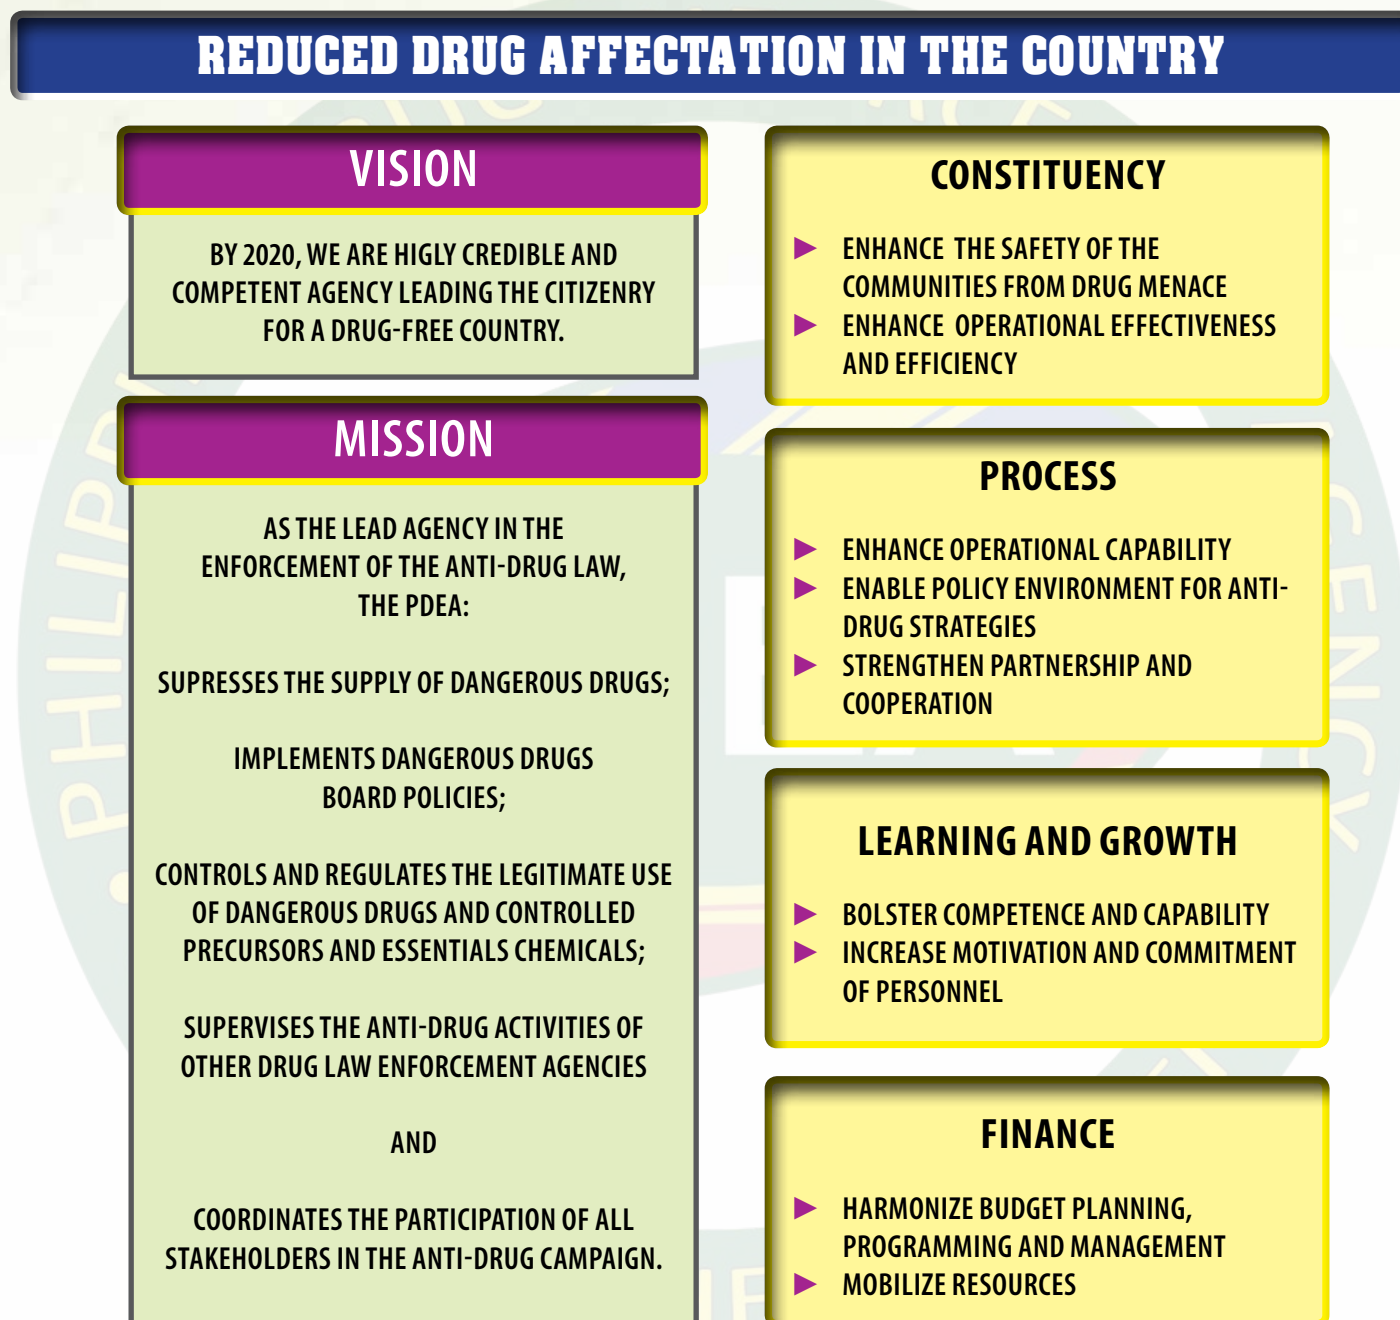 REDUCED DRUG AFFECTATION IN THE COUNTRY
VISION
BY 2020, WE ARE HIGLY CREDIBLE AND
COMPETENT AGENCY LEADING THE CITIZENRY
FOR A DRUG-FREE COUNTRY.
MISSION
AS THE LEAD AGENCY IN THE
ENFORCEMENT OF THE ANTI-DRUG LAW,
THE PDEA:
SUPRESSES THE SUPPLY OF DANGEROUS DRUGS;
IMPLEMENTS DANGEROUS DRUGS
BOARD POLICIES;
CONTROLS AND REGULATES THE LEGITIMATE USE
OF DANGEROUS DRUGS AND CONTROLLED
PRECURSORS AND ESSENTIALS CHEMICALS;
SUPERVISES THE ANTI-DRUG ACTIVITIES OF
OTHER DRUG LAW ENFORCEMENT AGENCIES
AND
COORDINATES THE PARTICIPATION OF ALL
STAKEHOLDERS IN THE ANTI-DRUG CAMPAIGN.
CONSTITUENCY
ENHANCE THE SAFETY OF THE
COMMUNITIES FROM DRUG MENACE
ENHANCE OPERATIONAL EFFECTIVENESS
AND EFFICIENCY
PROCESS
ENHANCE OPERATIONAL CAPABILITY
ENABLE POLICY ENVIRONMENT FOR ANTI-
DRUG STRATEGIES
STRENGTHEN PARTNERSHIP AND
COOPERATION
LEARNING AND GROWTH
BOLSTER COMPETENCE AND CAPABILITY
INCREASE MOTIVATION AND COMMITMENT
OF PERSONNEL
FINANCE
HARMONIZE BUDGET PLANNING,
PROGRAMMING AND MANAGEMENT
MOBILIZE RESOURCES